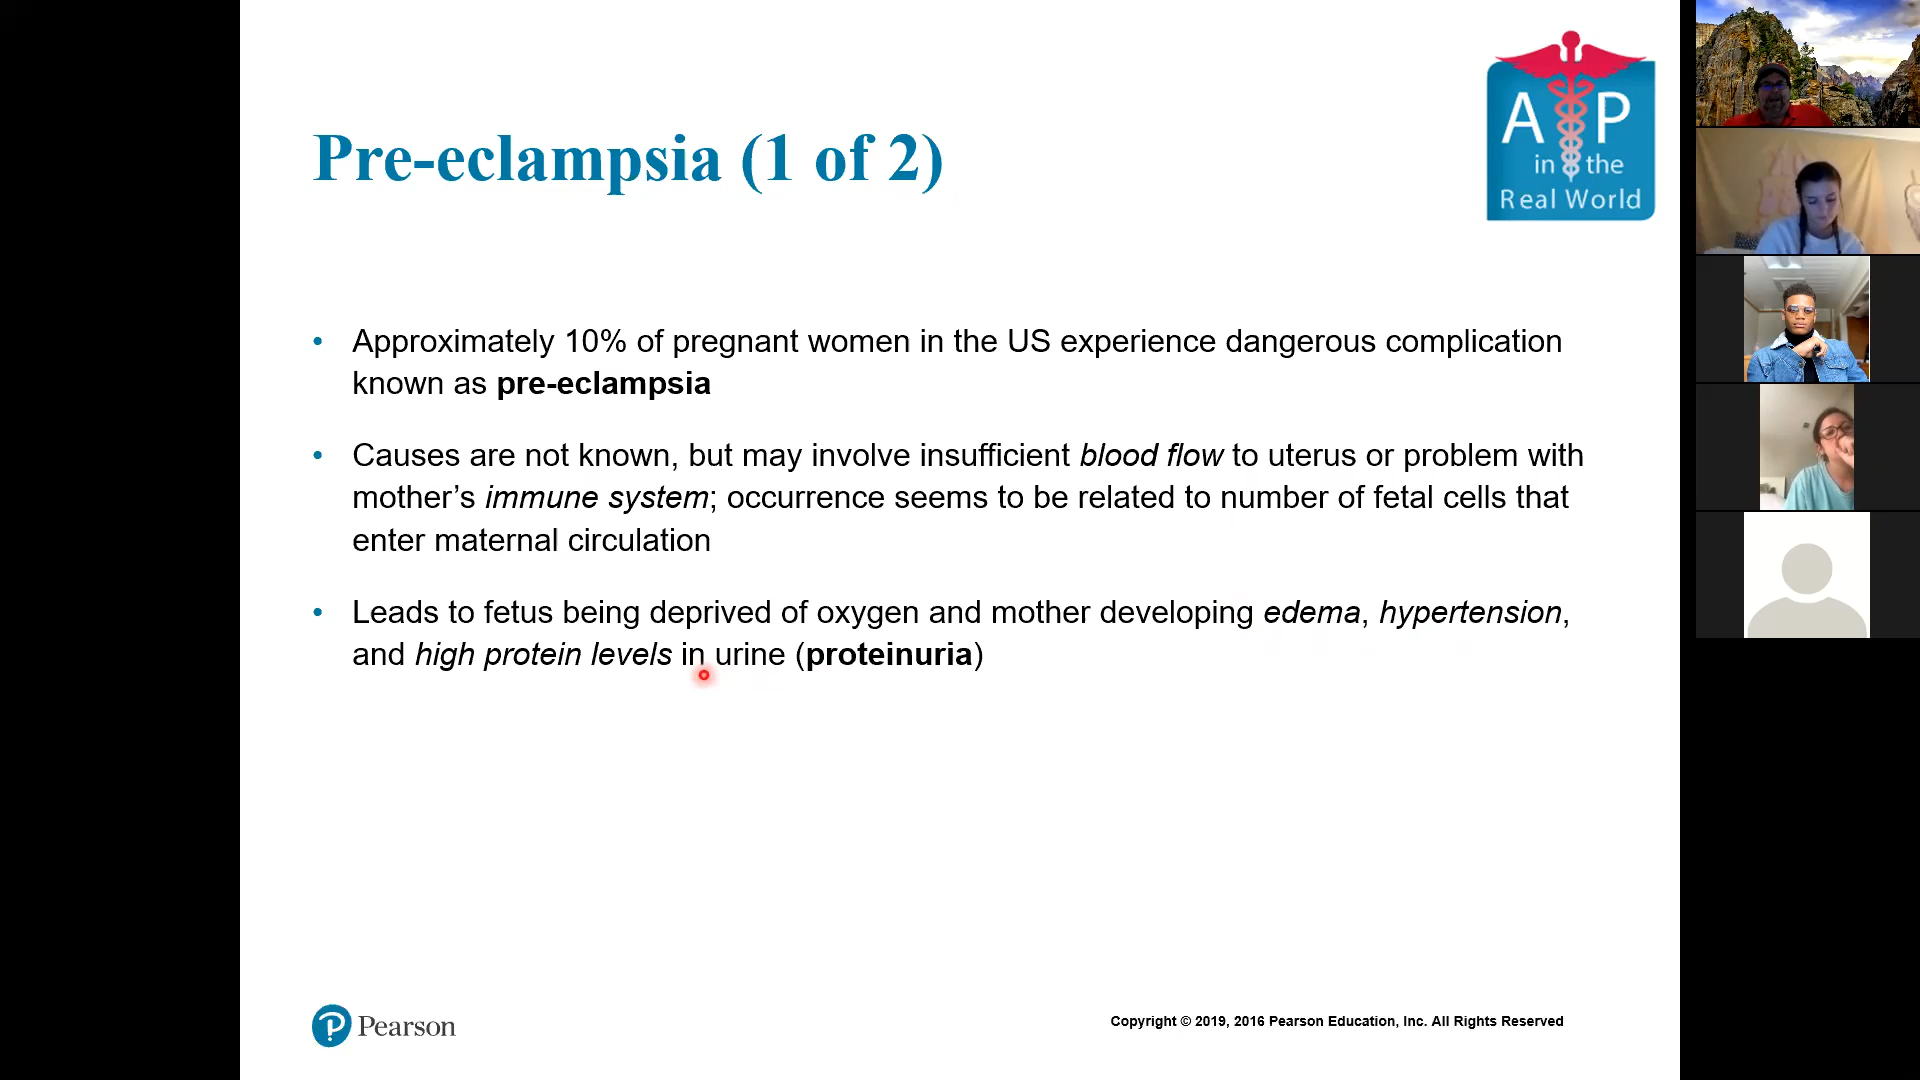 Pre-eclampsia (1 of 2)
A P
in the
Real World
• Approximately 10% of pregnant women in the US experience dangerous complication
known as pre-eclampsia
• Causes are not known, but may involve insufficient blood flow to uterus or problem with
mother’s immune system; occurrence seems to be related to number of fetal cells that
enter maternal circulation
• Leads to fetus being deprived of oxygen and mother developing edema, hypertension,
and high protein levels in urine (proteinuria)
Pearson
Copyright © 2019, 2016 Pearson Education, Inc. All Rights Reserved